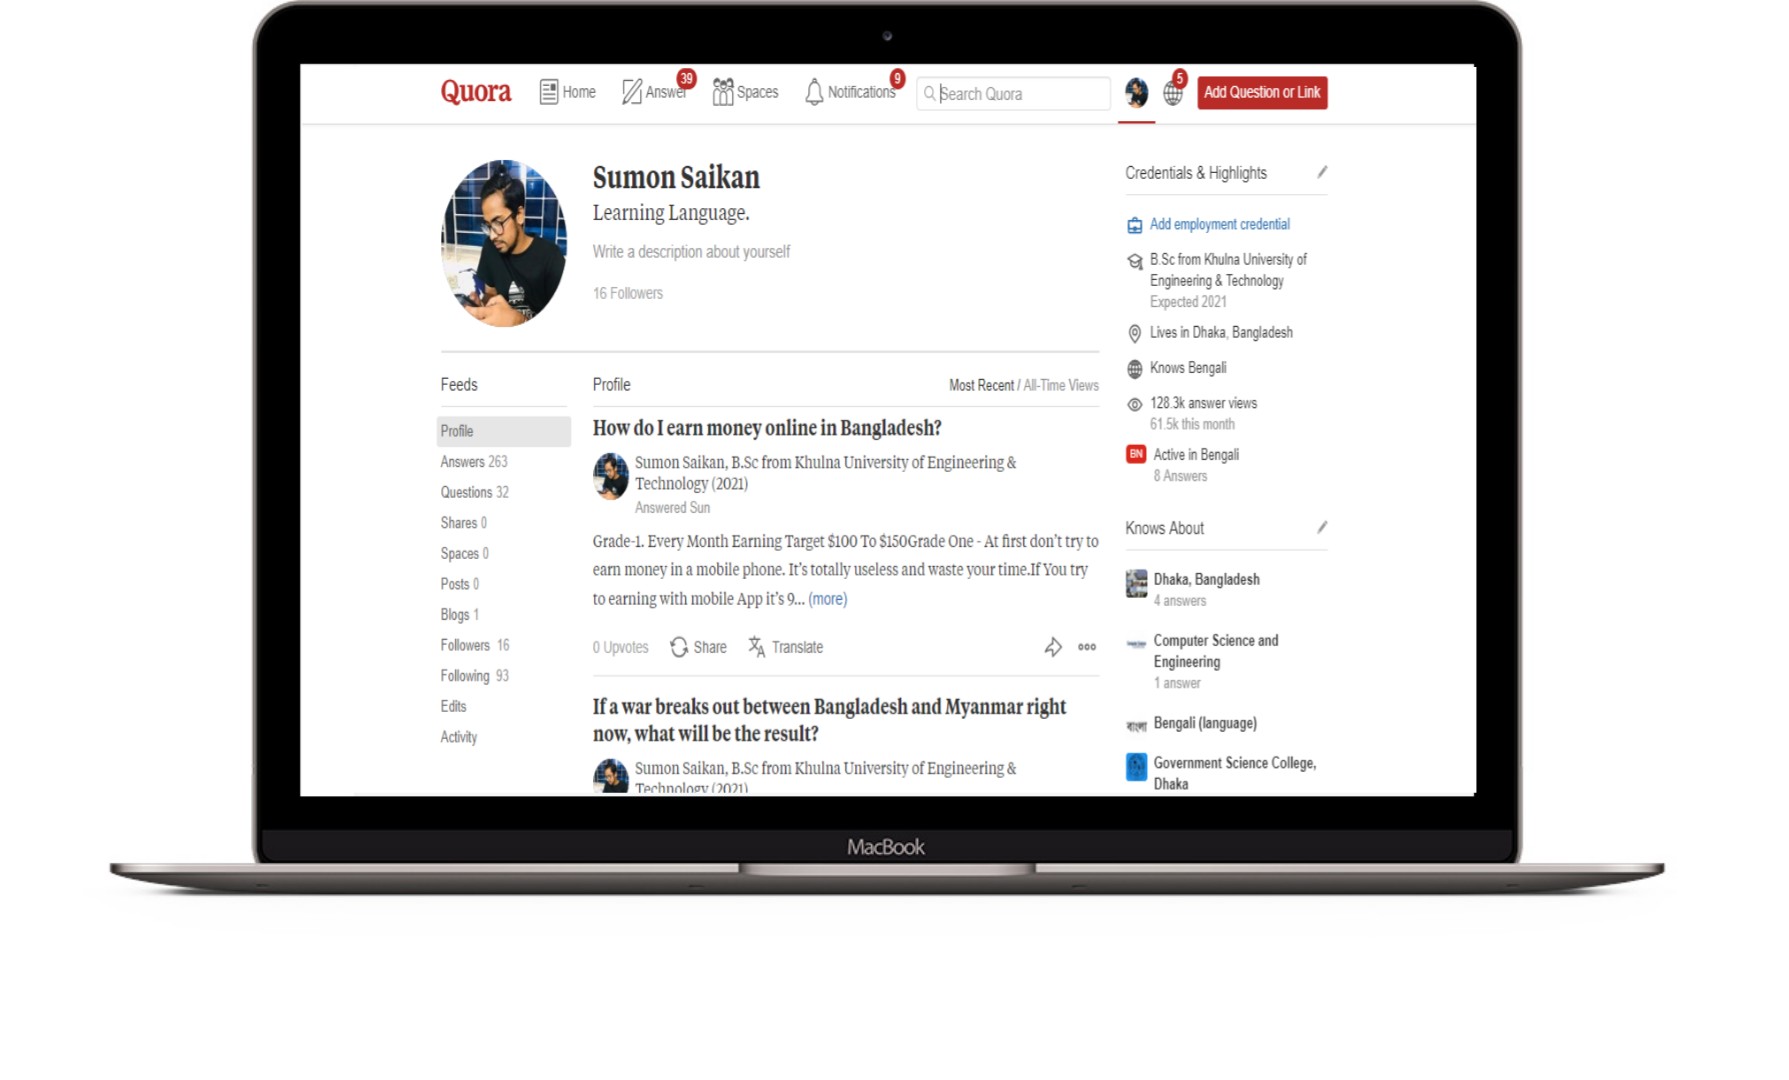 Quora
Home
Answer
39
Spaces
Notifications
9
Search Quora
5
Add Question or Link
Sumon Saikan
Learning Language.
Write a description about yourself
16 Followers
Feeds
Profile
Answers 263
Questions 32
Shares 0
Spaces 0
Posts 0
Blogs 1
Followers 16
Following 93
Edits
Activity
Profile
Most Recent / All-Time Views
How do I earn money online in Bangladesh?
Sumon Saikan, B.Sc from Khulna University of Engineering &
Technology (2021)
Answered Sun
Grade-1. Every Month Earning Target $100 To $150Grade One - At first don't try to
earn money in a mobile phone. It's totally useless and waste your time.If You try
to earning with mobile App it's 9... (more)
0 Upvotes
Share
Translate
If a war breaks out between Bangladesh and Myanmar right
now, what will be the result?
Sumon Saikan, B.Sc from Khulna University of Engineering &
Technology (2021)
Credentials & Highlights
Add employment credential
B.Sc from Khulna University of
Engineering & Technology
Expected 2021
Lives in Dhaka, Bangladesh
Knows Bengali
128.3k answer views
61.5k this month
BN
Active in Bengali
8 Answers
Knows About
Dhaka, Bangladesh
4 answers
Computer Science and
Engineering
1 answer
বাংলা
Bengali (language)
Government Science College,
Dhaka
MacBook